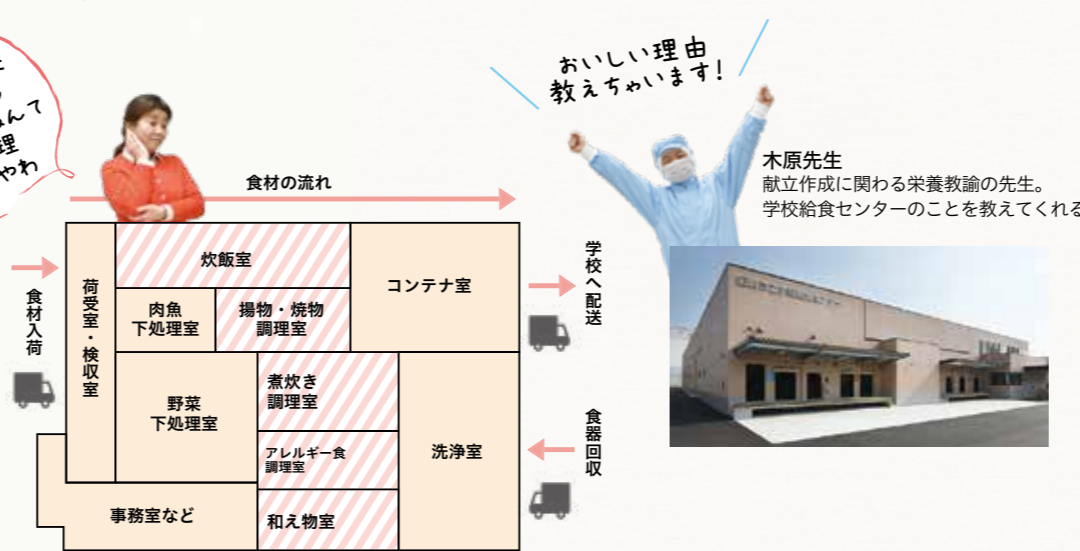 んて
理
やわ
おいしい理由
教えちゃいます!
木原先生
献立作成に関わる栄養教諭の先生。
学校給食センターのことを教えてくれる
食材の流れ
食材入荷
荷受室・検収室
炊飯室
肉魚
下処理室
揚物・焼物
調理室
コンテナ室
野菜
下処理室
煮炊き
調理室
アレルギー食
調理室
和え物室
洗浄室
事務室など
学校へ配送
食器回収